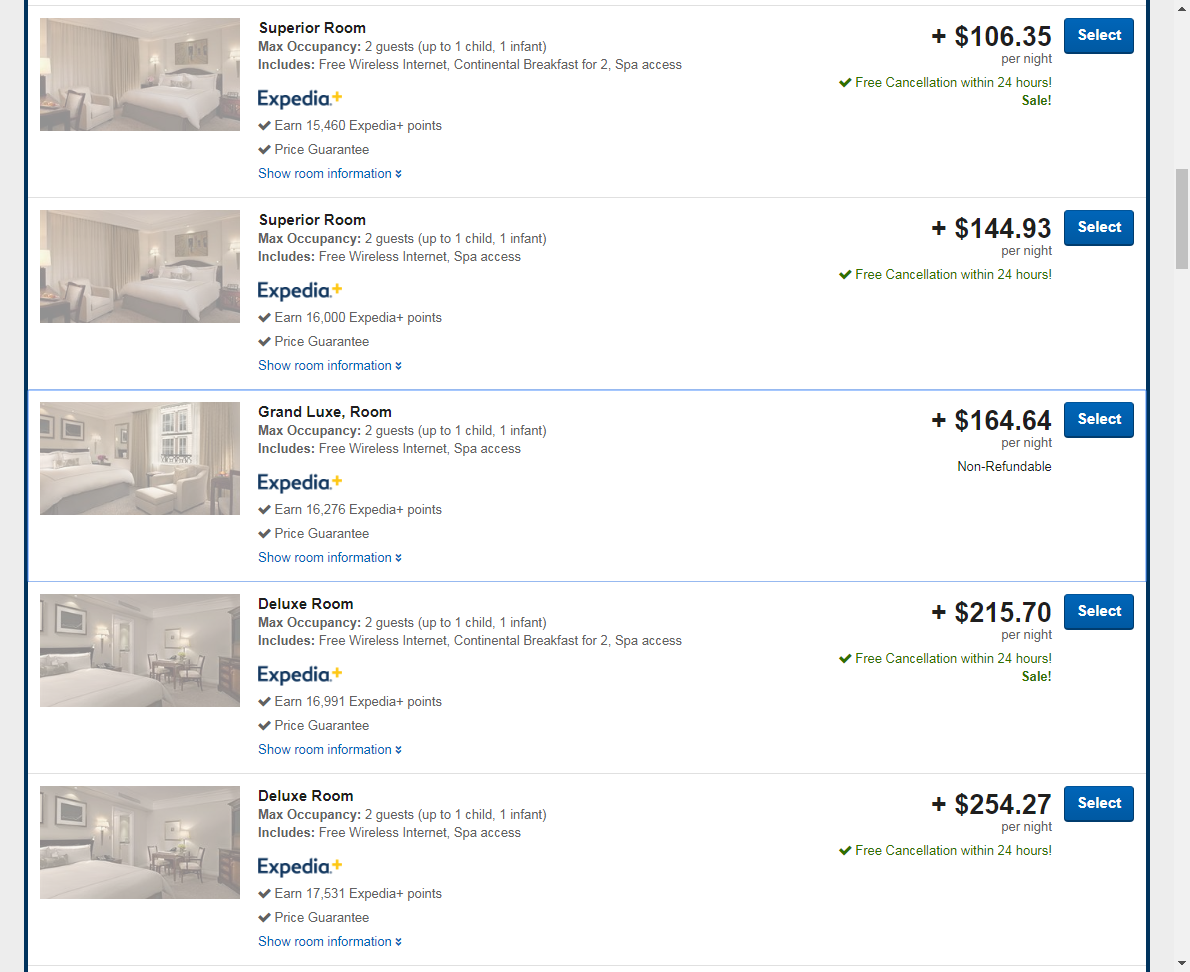 Superior Room
Max Occupancy: 2 guests (up to 1 child, 1 infant)
Includes: Free Wireless Internet, Continental Breakfast for 2, Spa access
Expedia+
Earn 15,460 Expedia+ points
Price Guarantee
Show room information
+ $106.35
per night
Free Cancellation within 24 hours!
Sale!
Select
Superior Room
Max Occupancy: 2 guests (up to 1 child, 1 infant)
Includes: Free Wireless Internet, Spa access
Expedia+
Earn 16,000 Expedia+ points
Price Guarantee
Show room information
+ $144.93
per night
Free Cancellation within 24 hours!
Select
Grand Luxe, Room
Max Occupancy: 2 guests (up to 1 child, 1 infant)
Includes: Free Wireless Internet, Spa access
Expedia+
Earn 16,276 Expedia+ points
Price Guarantee
Show room information
+ $164.64
per night
Non-Refundable
Select
Deluxe Room
Max Occupancy: 2 guests (up to 1 child, 1 infant)
Includes: Free Wireless Internet, Continental Breakfast for 2, Spa access
Expedia+
Earn 16,991 Expedia+ points
Price Guarantee
Show room information
+ $215.70
per night
Free Cancellation within 24 hours!
Sale!
Select
Deluxe Room
Max Occupancy: 2 guests (up to 1 child, 1 infant)
Includes: Free Wireless Internet, Spa access
Expedia+
Earn 17,531 Expedia+ points
Price Guarantee
Show room information
+ $254.27
per night
Free Cancellation within 24 hours!
Select